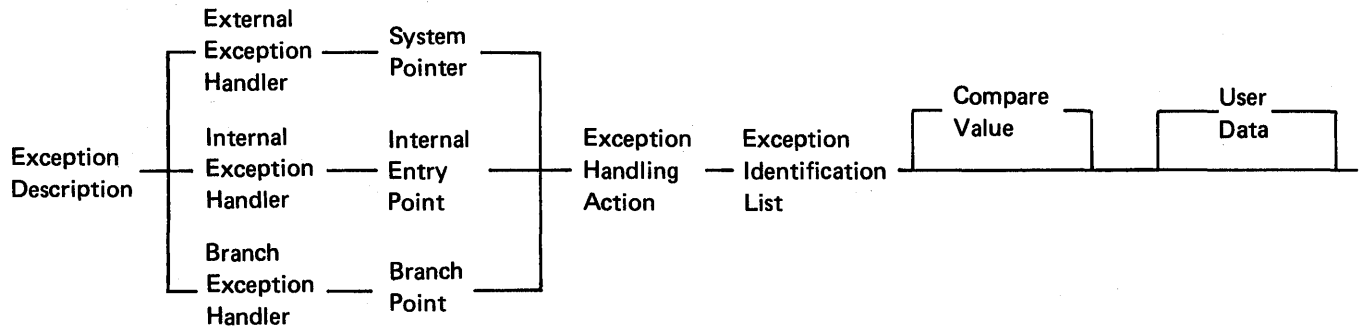 Exception
Description
External
Exception
Handler
System
Pointer
Internal
Exception
Handler
Internal
Entry
Point
Branch
Exception
Handler
Branch
Point
Exception
Handling
Action
Exception
Identification
List
Compare
Value
User
Data